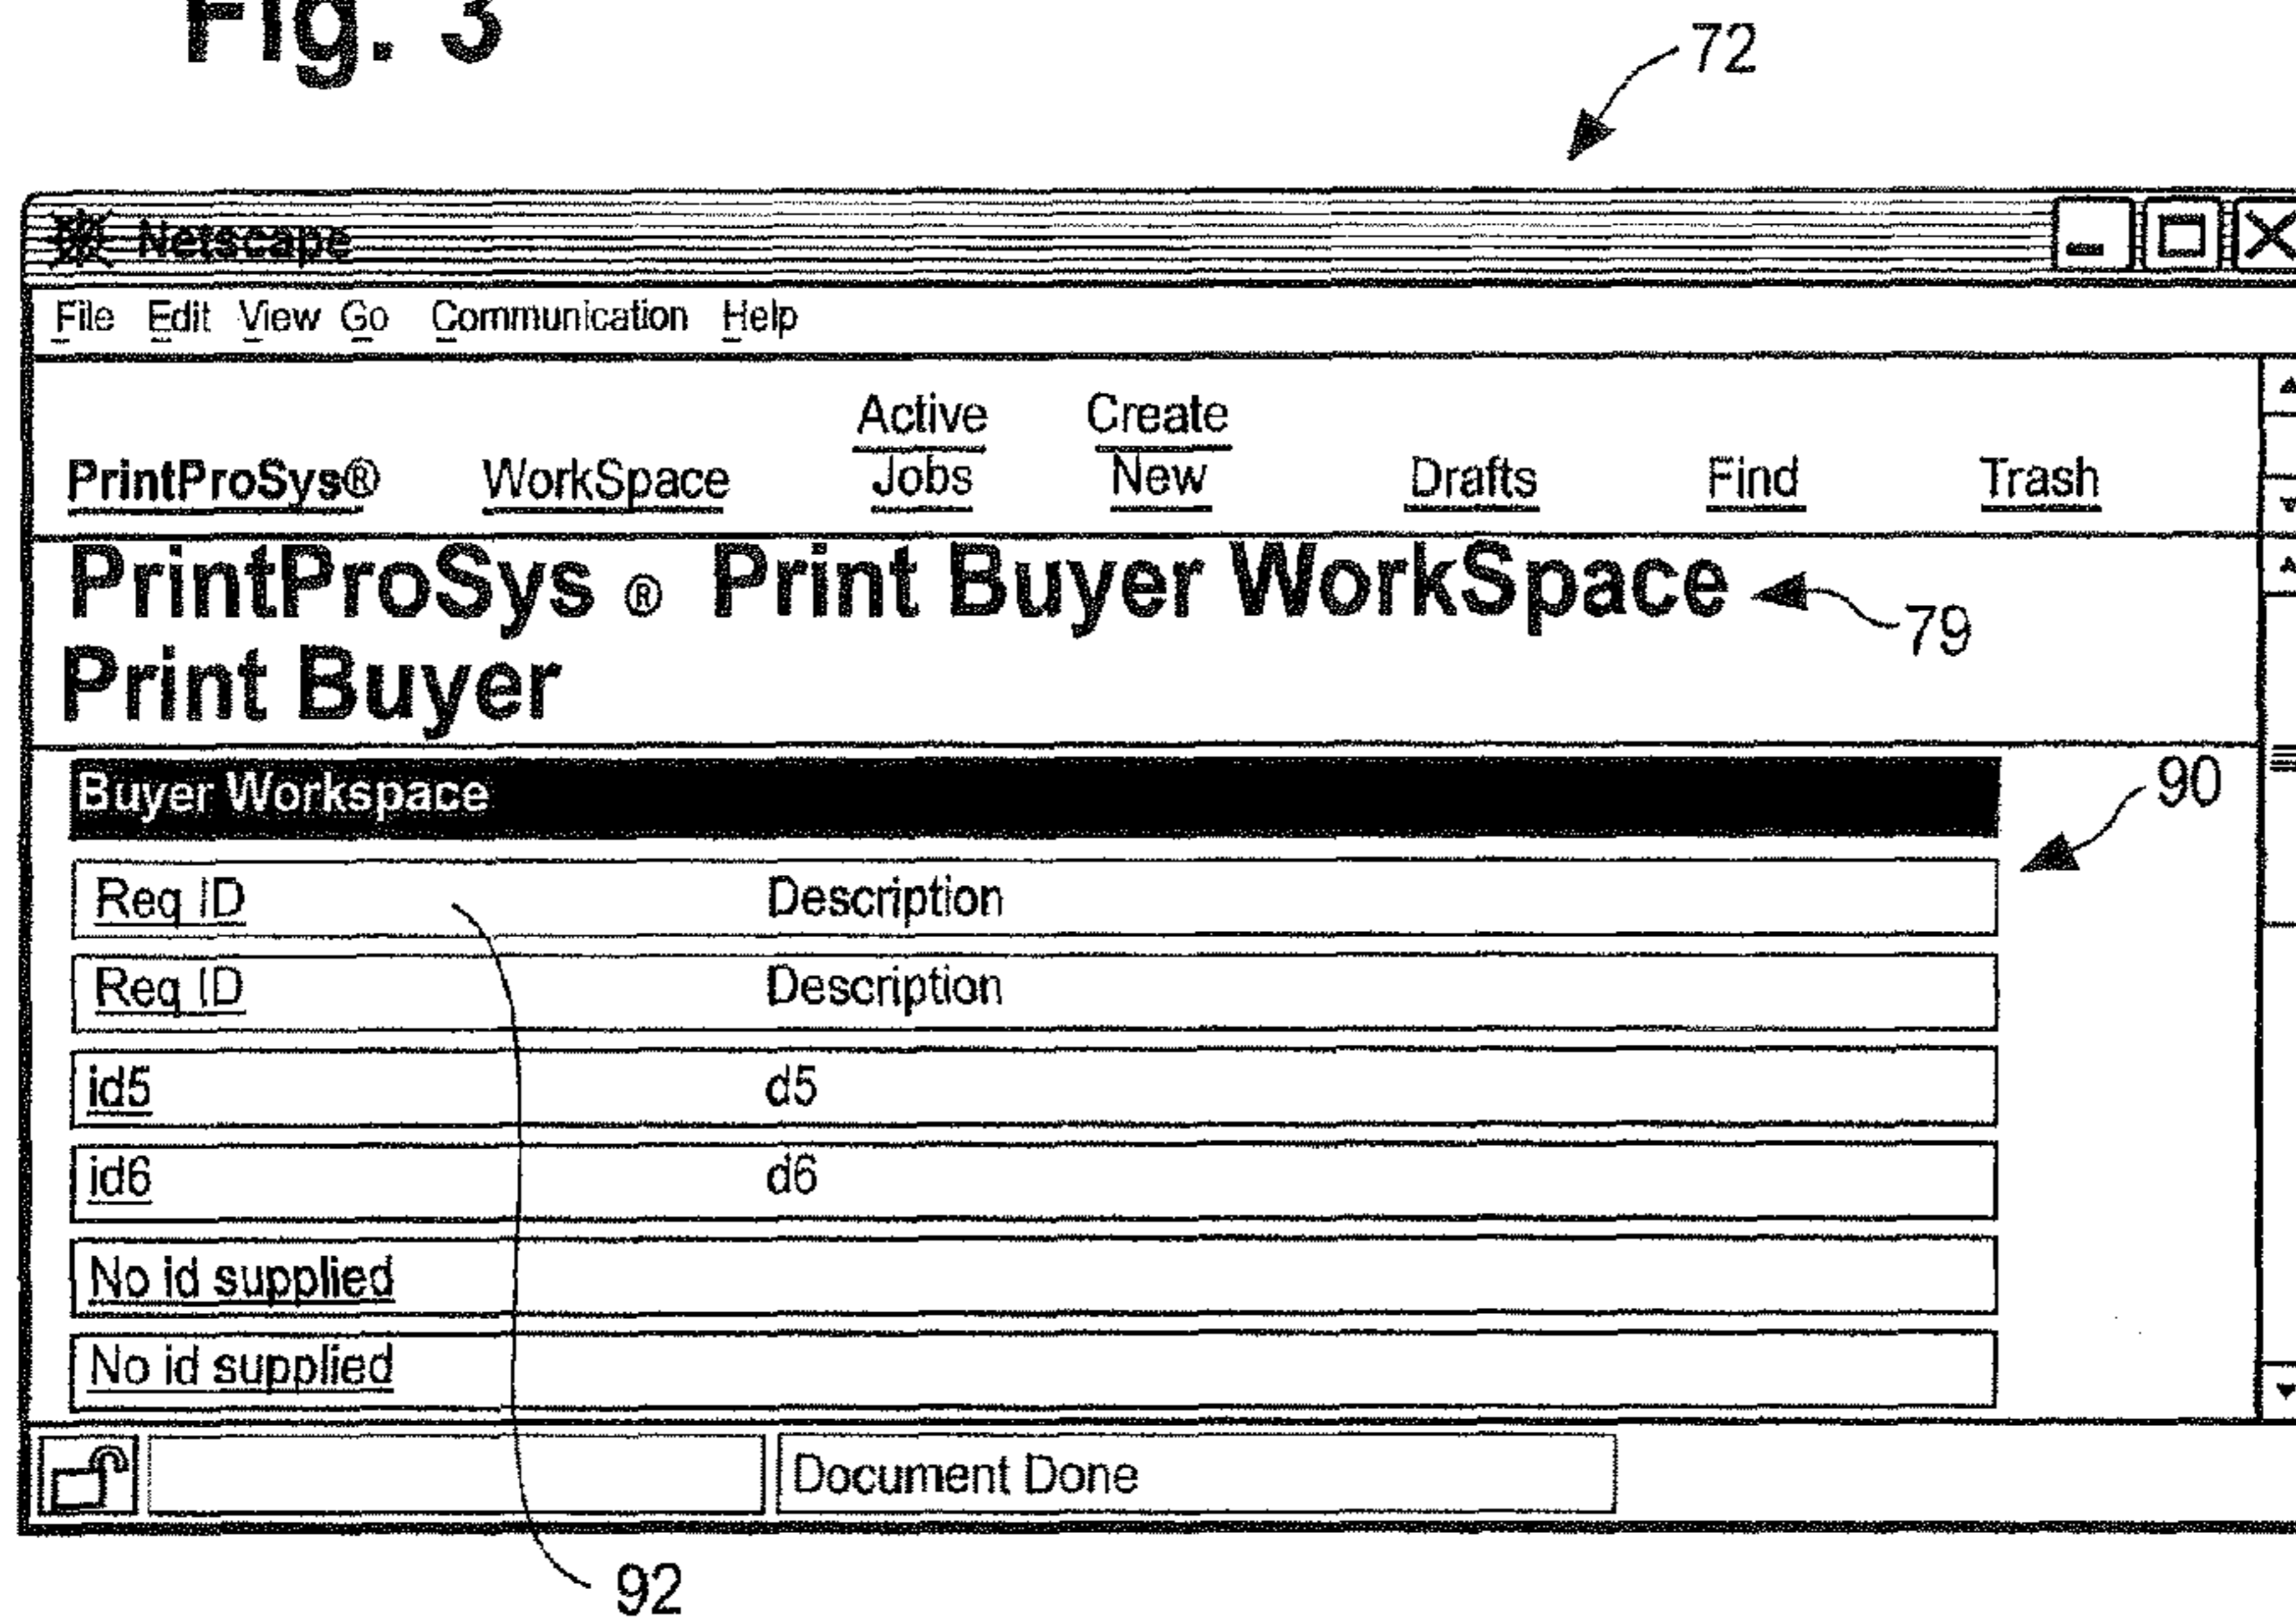 Fig. 3
72
Netscape
File Edit View Go Communication Help
Active Create
PrintProSys® WorkSpace Jobs New Drafts Find Trash
PrintProSys ® Print Buyer WorkSpace
79
Print Buyer
Buyer Workspace
90
Req ID Description
Req ID Description
id5 d5
id6 d6
No id supplied
No id supplied
Document Done
92